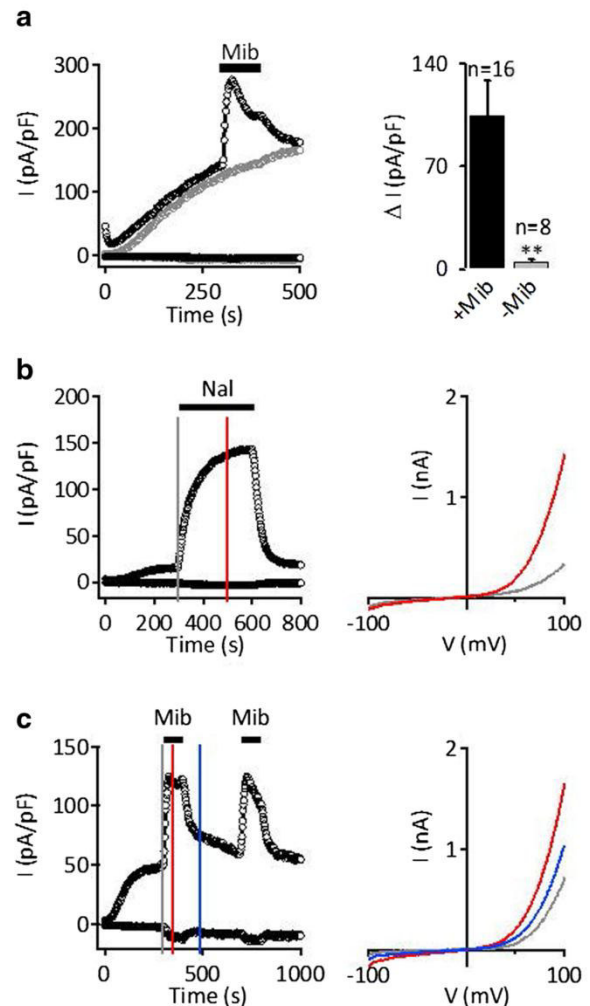 a
Mib
300
200
100
0
I (pA/pF)
0 250 500
Time (s)
140
70
0
Δ I (pA/pF)
n=16
n=8
**
+Mib
-Mib
b
Nal
200
150
100
50
0
I (pA/pF)
0 200 400 600 800
Time (s)
2
1
I (nA)
-100 100
V (mV)
c
Mib Mib
150
100
50
0
I (pA/pF)
0 500 1000
Time (s)
2
1
I (nA)
-100 100
V (mV)